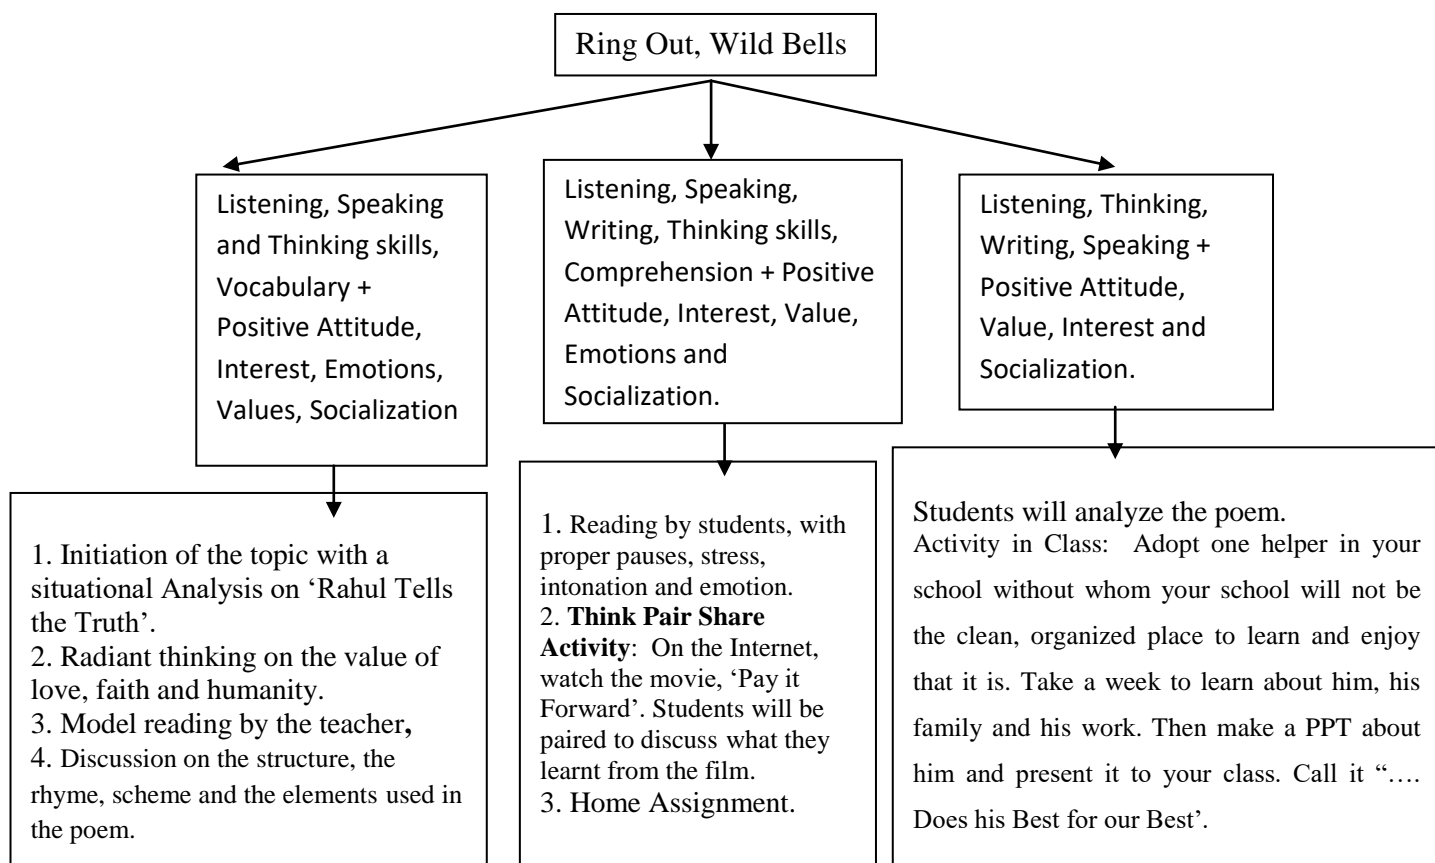 Ring Out, Wild Bells
Listening, Speaking
and Thinking skills,
Vocabulary +
Positive Attitude,
Interest, Emotions,
Values, Socialization
Listening, Speaking,
Writing, Thinking skills,
Comprehension + Positive
Attitude, Interest, Value,
Emotions and
Socialization.
Listening, Thinking,
Writing, Speaking +
Positive Attitude,
Value, Interest and
Socialization.
1. Initiation of the topic with a
situational Analysis on ‘Rahul Tells
the Truth’.
2. Radiant thinking on the value of
love, faith and humanity.
3. Model reading by the teacher,
4. Discussion on the structure, the
rhyme, scheme and the elements used in
the poem.
1. Reading by students, with
proper pauses, stress,
intonation and emotion.
2. Think Pair Share
Activity: On the Internet,
watch the movie, ‘Pay it
Forward’. Students will be
paired to discuss what they
learnt from the film.
3. Home Assignment.
Students will analyze the poem.
Activity in Class: Adopt one helper in your
school without whom your school will not be
the clean, organized place to learn and enjoy
that it is. Take a week to learn about him, his
family and his work. Then make a PPT about
him and present it to your class. Call it “….
Does his Best for our Best’.